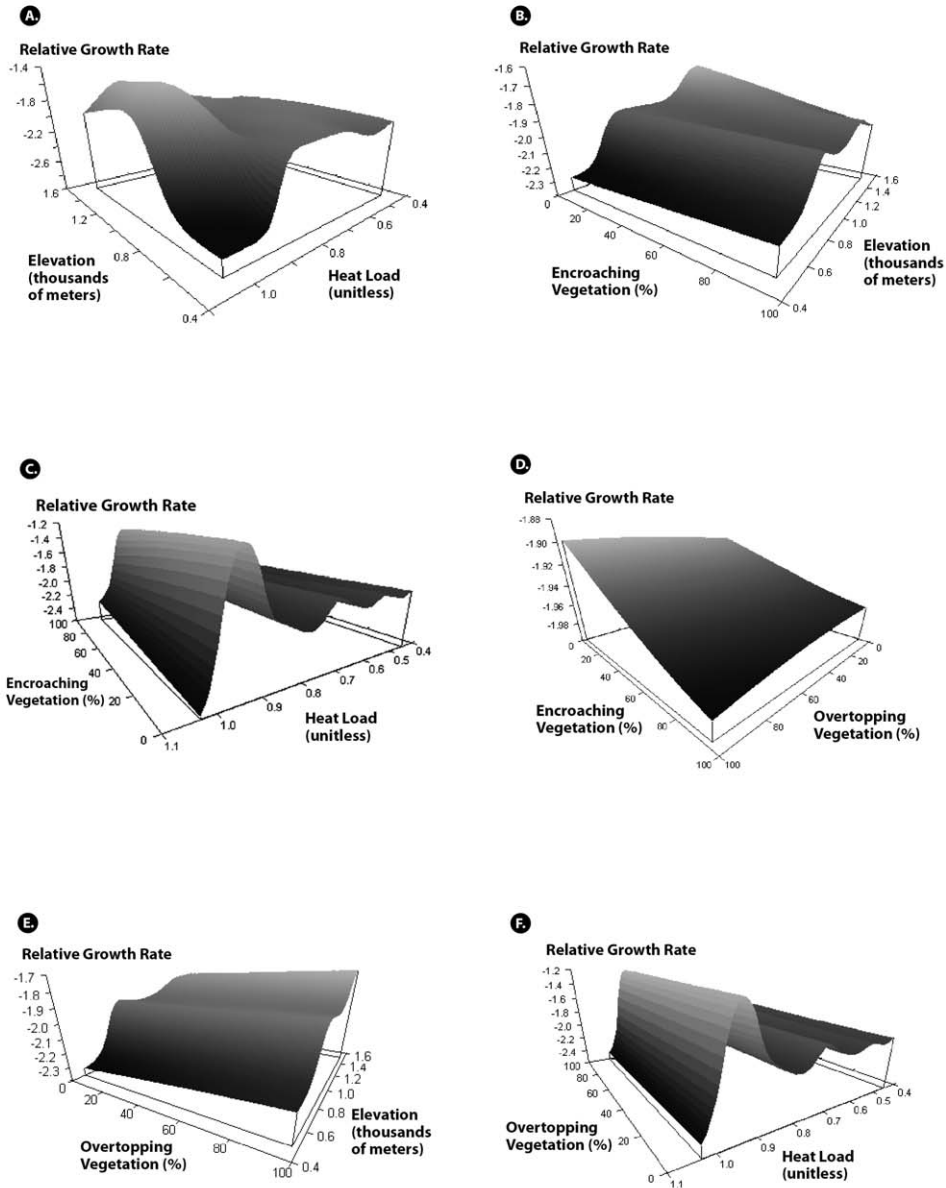 A.
Relative Growth Rate
-1.4
-1.8
-2.2
-2.6
1.6
1.2
0.8
0.4
Elevation
(thousands
of meters)
1.0
0.8
0.6
0.4
Heat Load
(unitless)
B.
Relative Growth Rate
-1.6
-1.7
-1.8
-1.9
-2.0
-2.1
-2.2
-2.3
0
20
40
60
80
100
Encroaching
Vegetation (%)
1.6
1.4
1.2
1.0
0.8
0.6
0.4
Elevation
(thousands
of meters)
C.
Relative Growth Rate
-1.2
-1.4
-1.6
-1.8
-2.0
-2.2
-2.4
100
80
60
40
20
0
Encroaching
Vegetation (%)
1.1
1.0
0.9
0.8
0.7
0.6
0.5
0.4
Heat Load
(unitless)
D.
Relative Growth Rate
-1.88
-1.90
-1.92
-1.94
-1.96
-1.98
0
20
40
60
80
100
Encroaching
Vegetation (%)
0
20
40
60
80
100
Overtopping
Vegetation (%)
E.
Relative Growth Rate
-1.7
-1.8
-1.9
-2.0
-2.1
-2.2
-2.3
0
20
40
60
80
100
Overtopping
Vegetation (%)
1.6
1.4
1.2
1.0
0.8
0.6
0.4
Elevation
(thousands
of meters)
F.
Relative Growth Rate
-1.2
-1.4
-1.6
-1.8
-2.0
-2.2
-2.4
100
80
60
40
20
0
Overtopping
Vegetation (%)
1.1
1.0
0.9
0.8
0.7
0.6
0.5
0.4
Heat Load
(unitless)